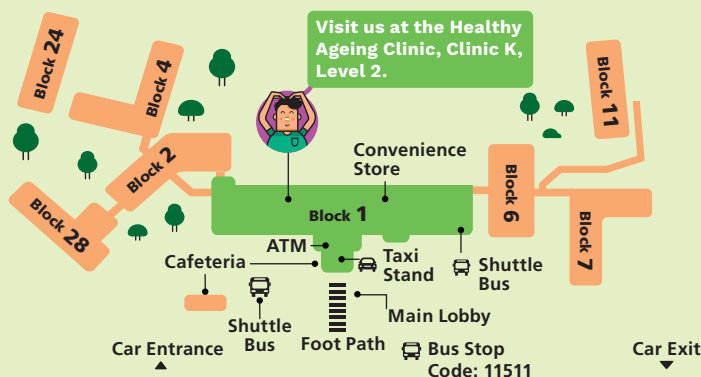 Visit us at the Healthy
Ageing Clinic, Clinic K,
Level 2.
Block 24
Block 4
Block 2
Block 28
Block 11
Convenience
Store
Block 1
Block 6
Block 7
ATM
Cafeteria
Taxi
Stand
Shuttle
Bus
Shuttle
Bus
Main Lobby
Foot Path
Car Entrance
Bus Stop
Code: 11511
Car Exit